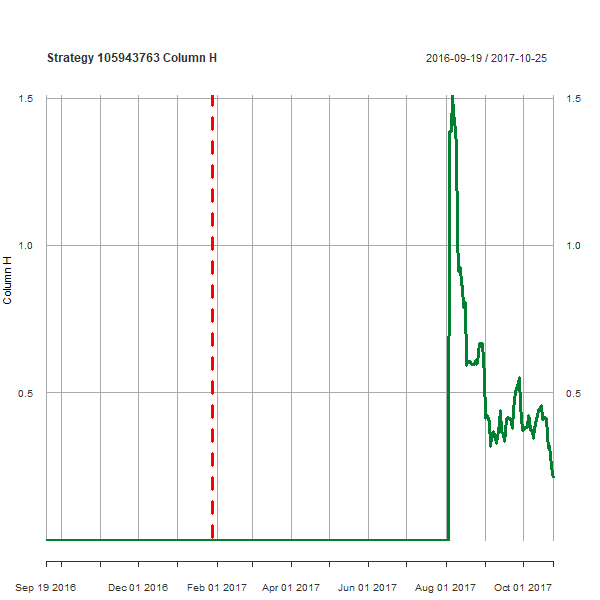 Strategy 105943763 Column H
2016-09-19 / 2017-10-25
1.5
1.5
1.0
1.0
Column H
0.5
0.5
Sep 19 2016
Dec 01 2016
Feb 01 2017
Apr 01 2017
Jun 01 2017
Aug 01 2017
Oct 01 2017